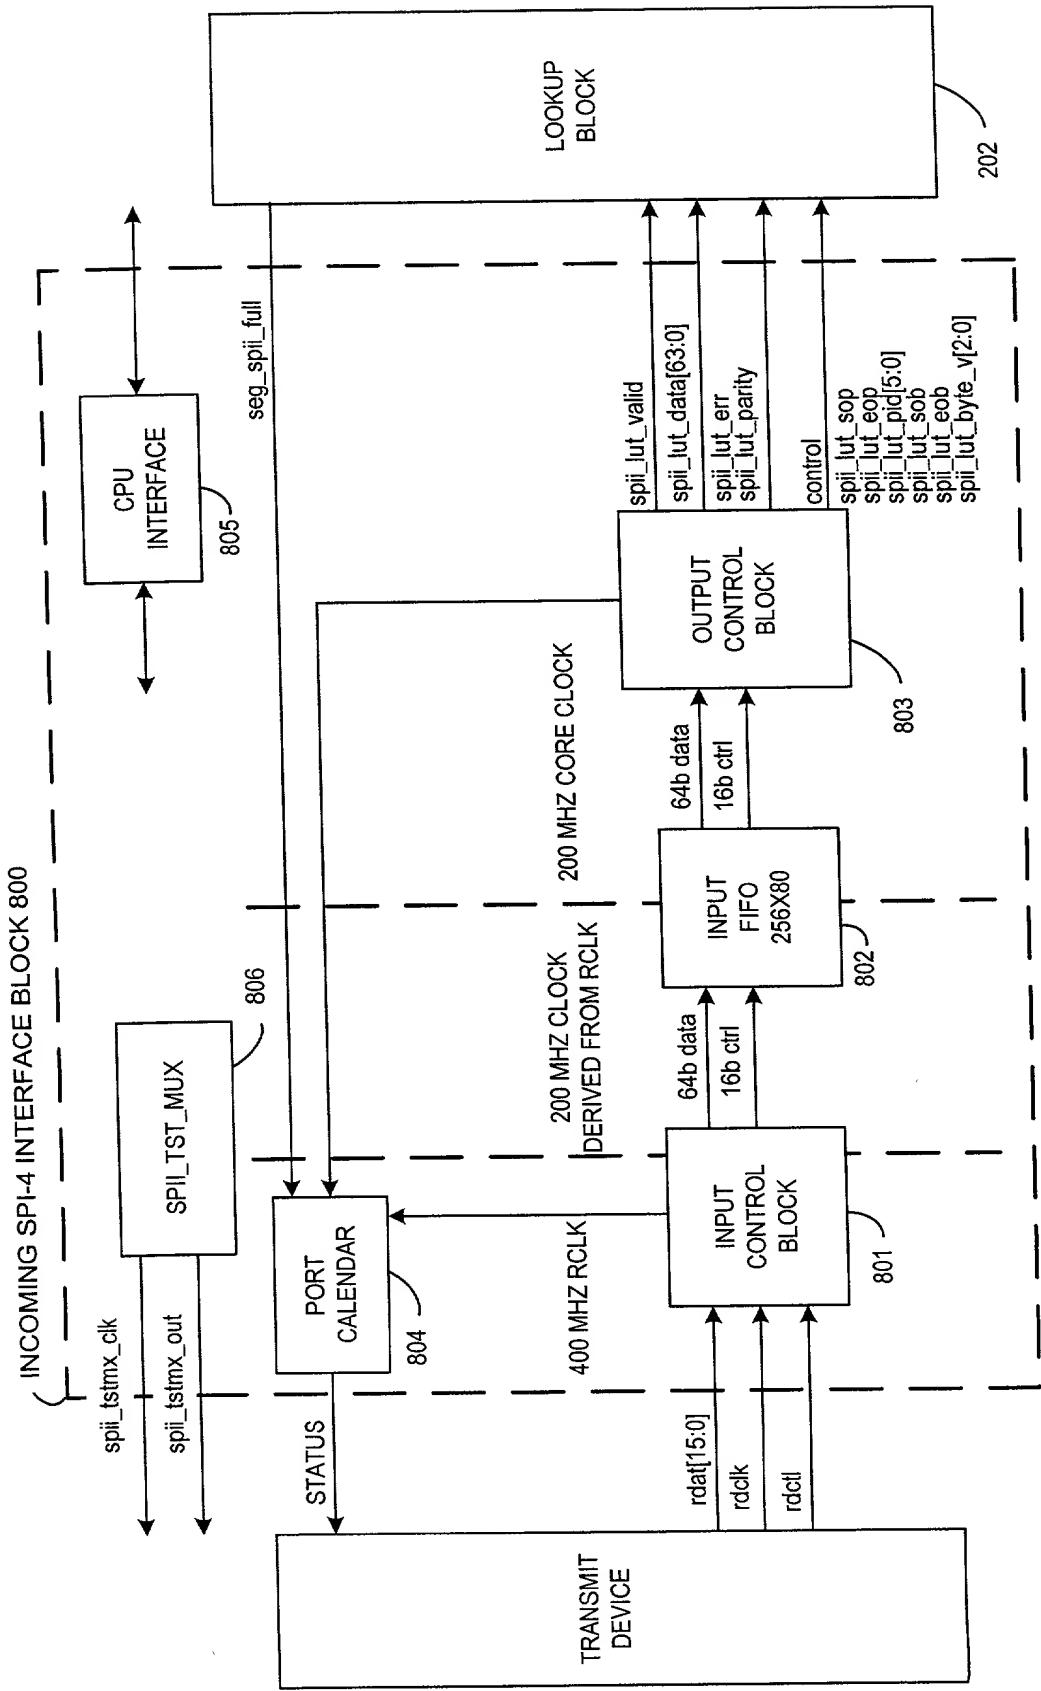 INCOMING SPI-4 INTERFACE BLOCK 800
spii_tstmx_clk
spii_tstmx_out
SPII_TST_MUX
806
CPU
INTERFACE
805
STATUS
PORT
CALENDAR
804
seg_spii_full
400 MHZ RCLK
200 MHZ CLOCK
DERIVED FROM RCLK
200 MHZ CORE CLOCK
TRANSMIT
DEVICE
rdat[15:0]
rdclk
rdctl
INPUT
CONTROL
BLOCK
801
64b data
16b ctrl
INPUT
FIFO
256X80
802
64b data
16b ctrl
OUTPUT
CONTROL
BLOCK
803
spii_lut_valid
spii_lut_data[63:0]
spii_lut_err
spii_lut_parity
control
spii_lut_sop
spii_lut_eop
spii_lut_pid[5:0]
spii_lut_sob
spii_lut_eob
spii_lut_byte_v[2:0]
LOOKUP
BLOCK
202